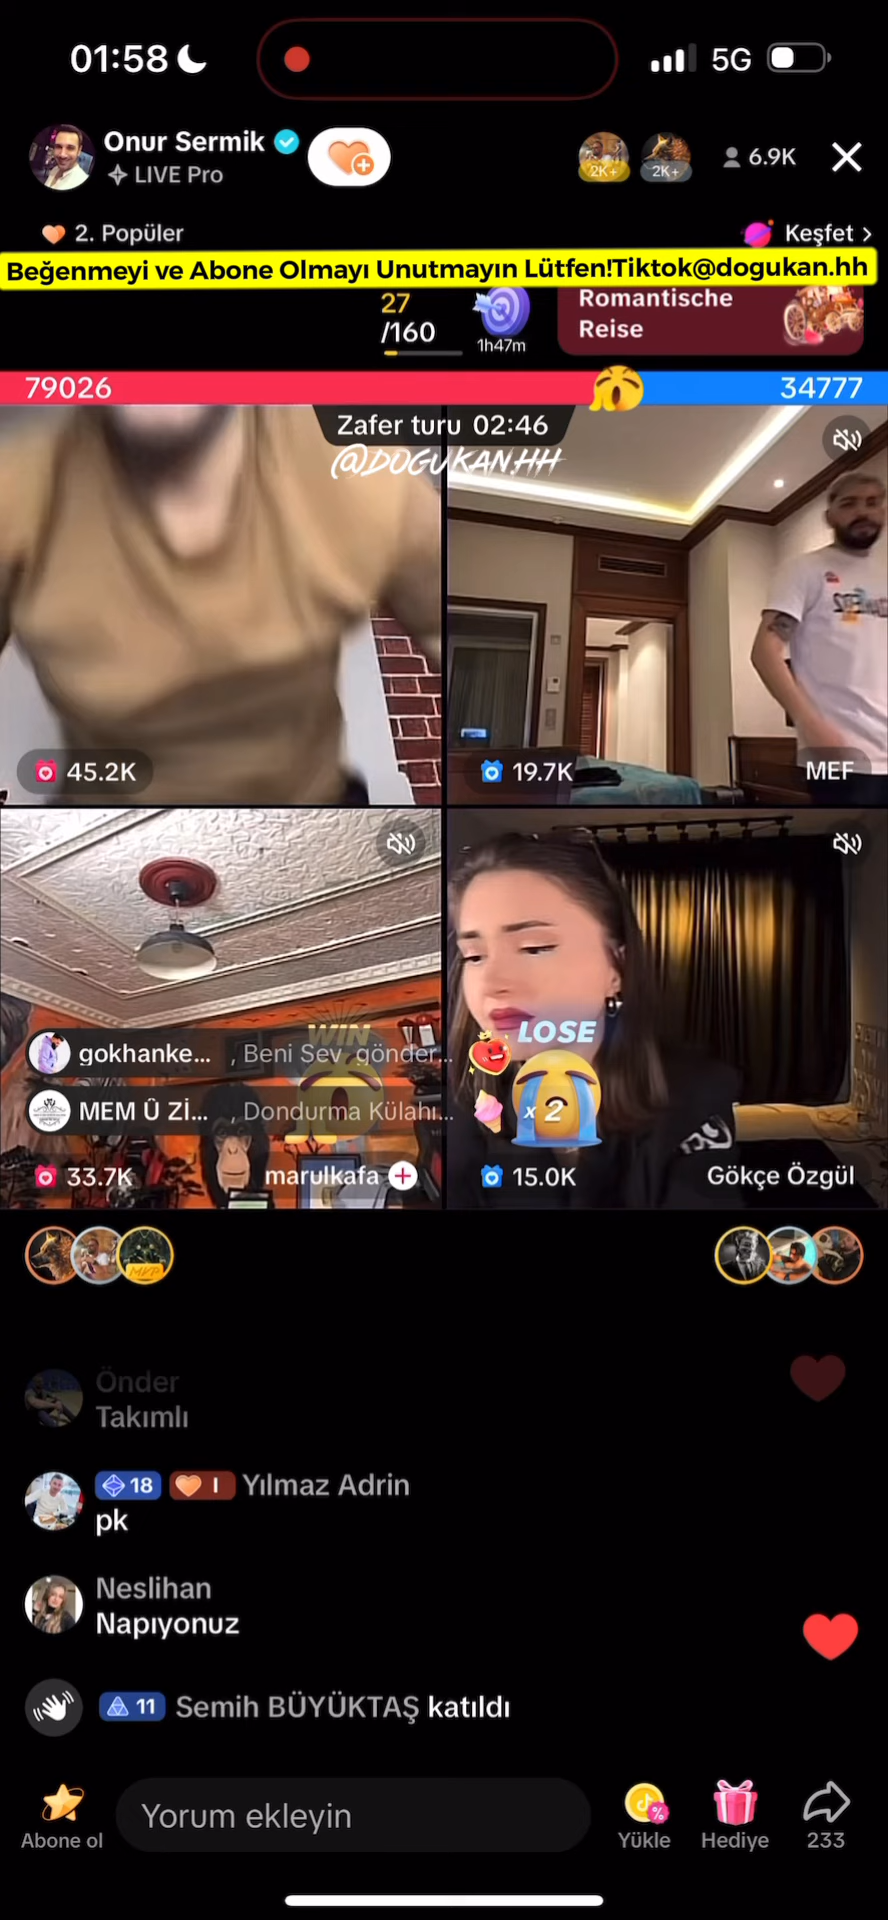 01:58
5G
Onur Sermik
LIVE Pro
2K+
2K+
6.9K
2. Popüler
Keşfet >
Beğenmeyi ve Abone Olmayı Unutmayın Lütfen!Tiktok@dogukan.hh
27
/160
1h47m
Romantische
Reise
79026
34777
Zafer turu 02:46
@DOGUKAN.HH
45.2K
19.7K
MEF
WIN
LOSE
gokhanke... , Beni Sev gönder...
MEM Û Zİ... , Dondurma Külahı...
x 2
33.7K
marulkafa
15.0K
Gökçe Özgül
MVP
Önder
Takımlı
18 I Yılmaz Adrin
pk
Neslihan
Napıyonuz
11 Semih BÜYÜKTAŞ katıldı
Abone ol
Yorum ekleyin
Yükle
Hediye
233